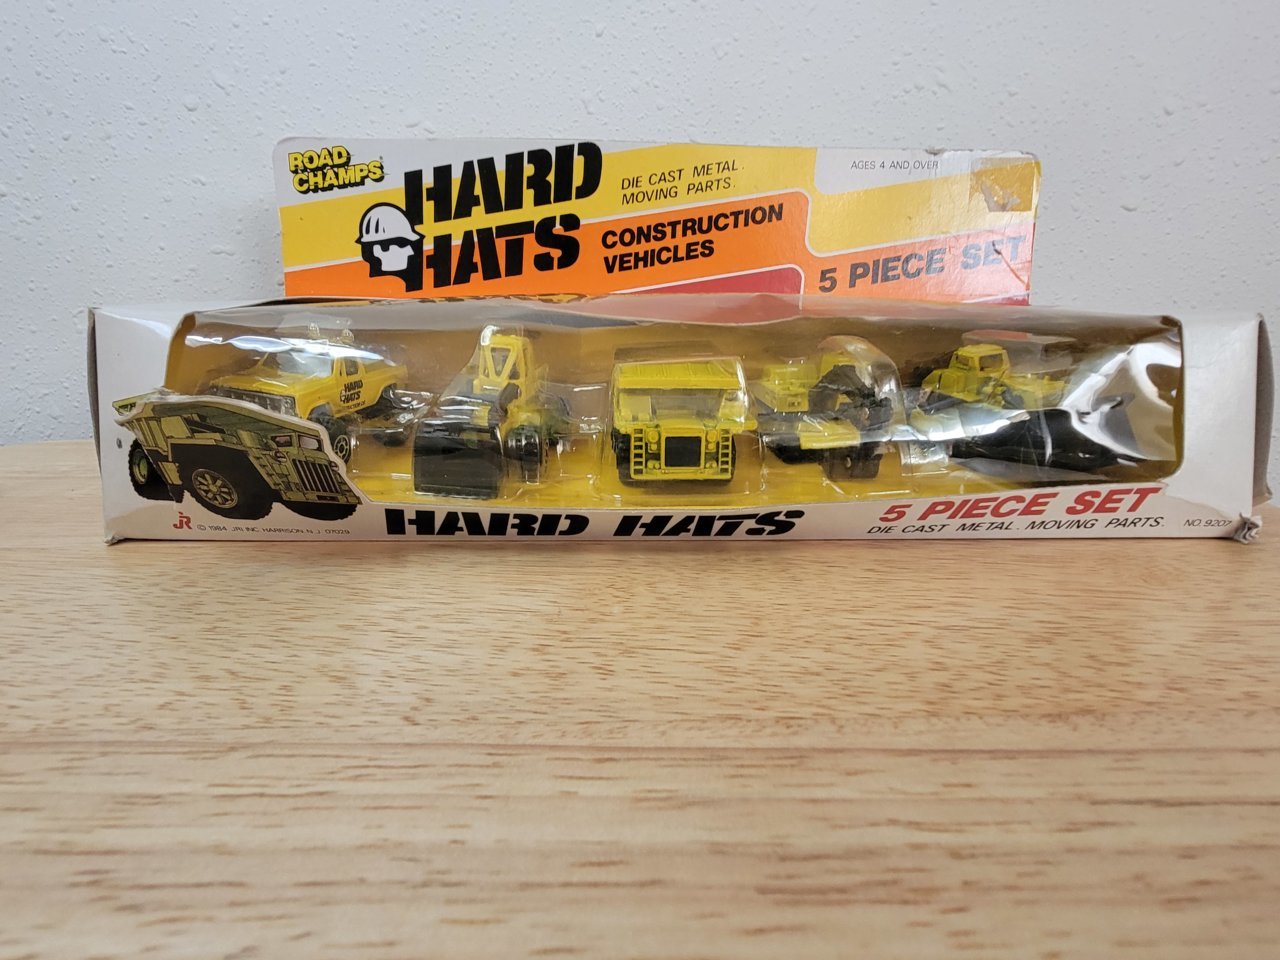 ROAD
CHAMPS
HARD
HATS
DIE CAST METAL.
MOVING PARTS.
CONSTRUCTION
VEHICLES
AGES 4 AND OVER
5 PIECE SET
HARD
HATS
JR
© 1984 JRI INC. HARRISON N.J. 07029
HARD HATS
5 PIECE SET
DIE CAST METAL. MOVING PARTS.
NO. 9207